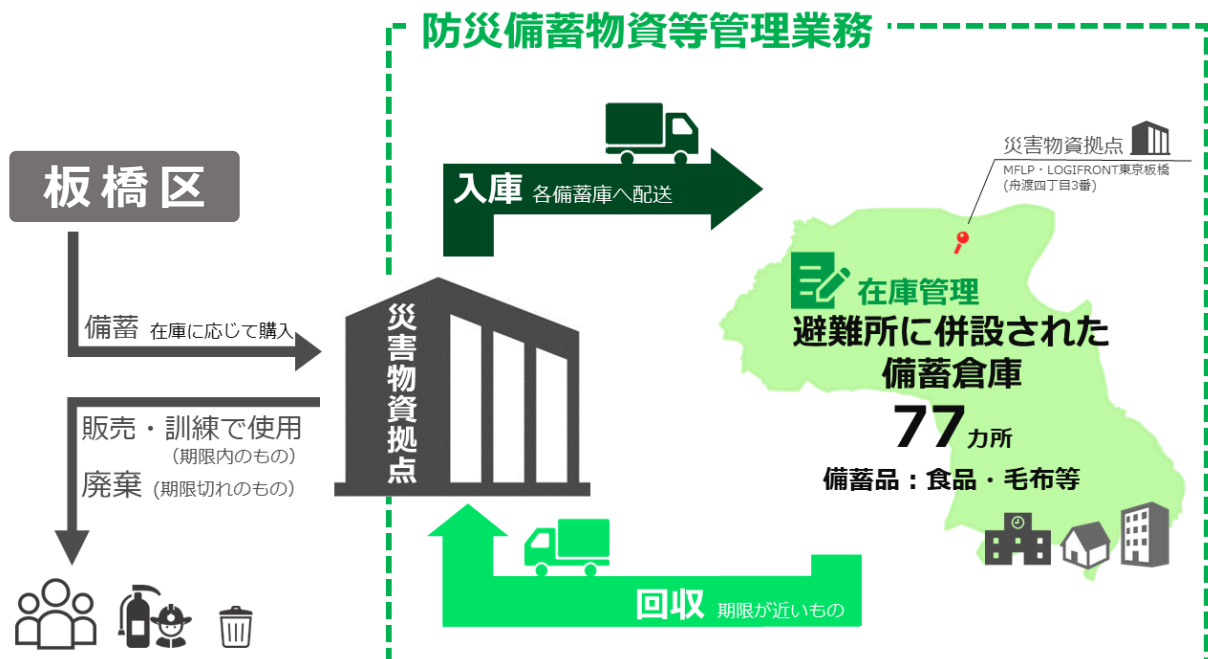 防災備蓄物資等管理業務
板橋区
備蓄 在庫に応じて購入
販売・訓練で使用
(期限内のもの)
廃棄 (期限切れのもの)
災害物資拠点
入庫 各備蓄庫へ配送
災害物資拠点
MFLP・LOGIFRONT東京板橋
(舟渡四丁目3番)
在庫管理
避難所に併設された
備蓄倉庫
77カ所
備蓄品：食品・毛布等
回収 期限が近いもの